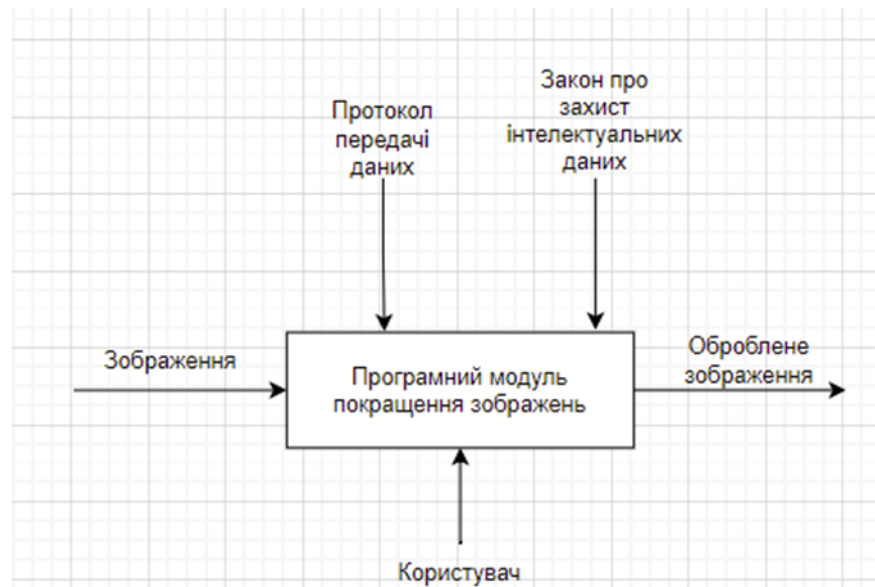 Протокол
передачі
даних
Закон про
захист
інтелектуальних
даних
Зображення
Програмний модуль
покращення зображень
Оброблене
зображення
Користувач